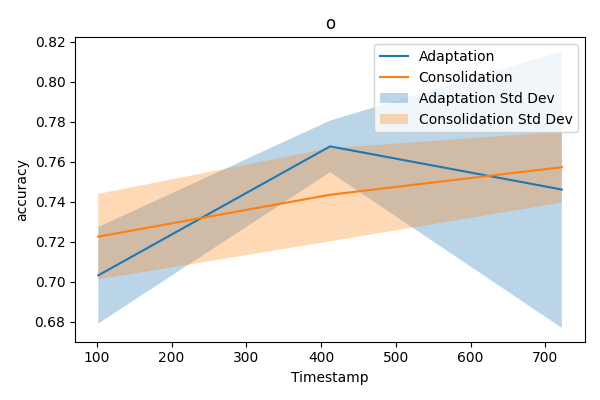 o
0.82
0.80
0.78
0.76
0.74
0.72
0.70
0.68
accuracy
Adaptation
Consolidation
Adaptation Std Dev
Consolidation Std Dev
100
200
300
400
500
600
700
Timestamp